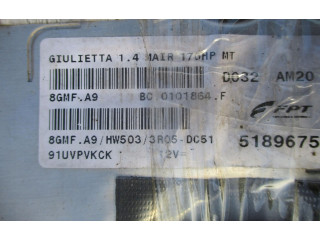 GIULIETTA 1.4 MAIR 170HP MT
D032 AM20
8GMF.A9 BC 0101864.F
FPT
8GMF.A9/HW503/3R05-DC51 5189675
91UVPVKCK 12V=